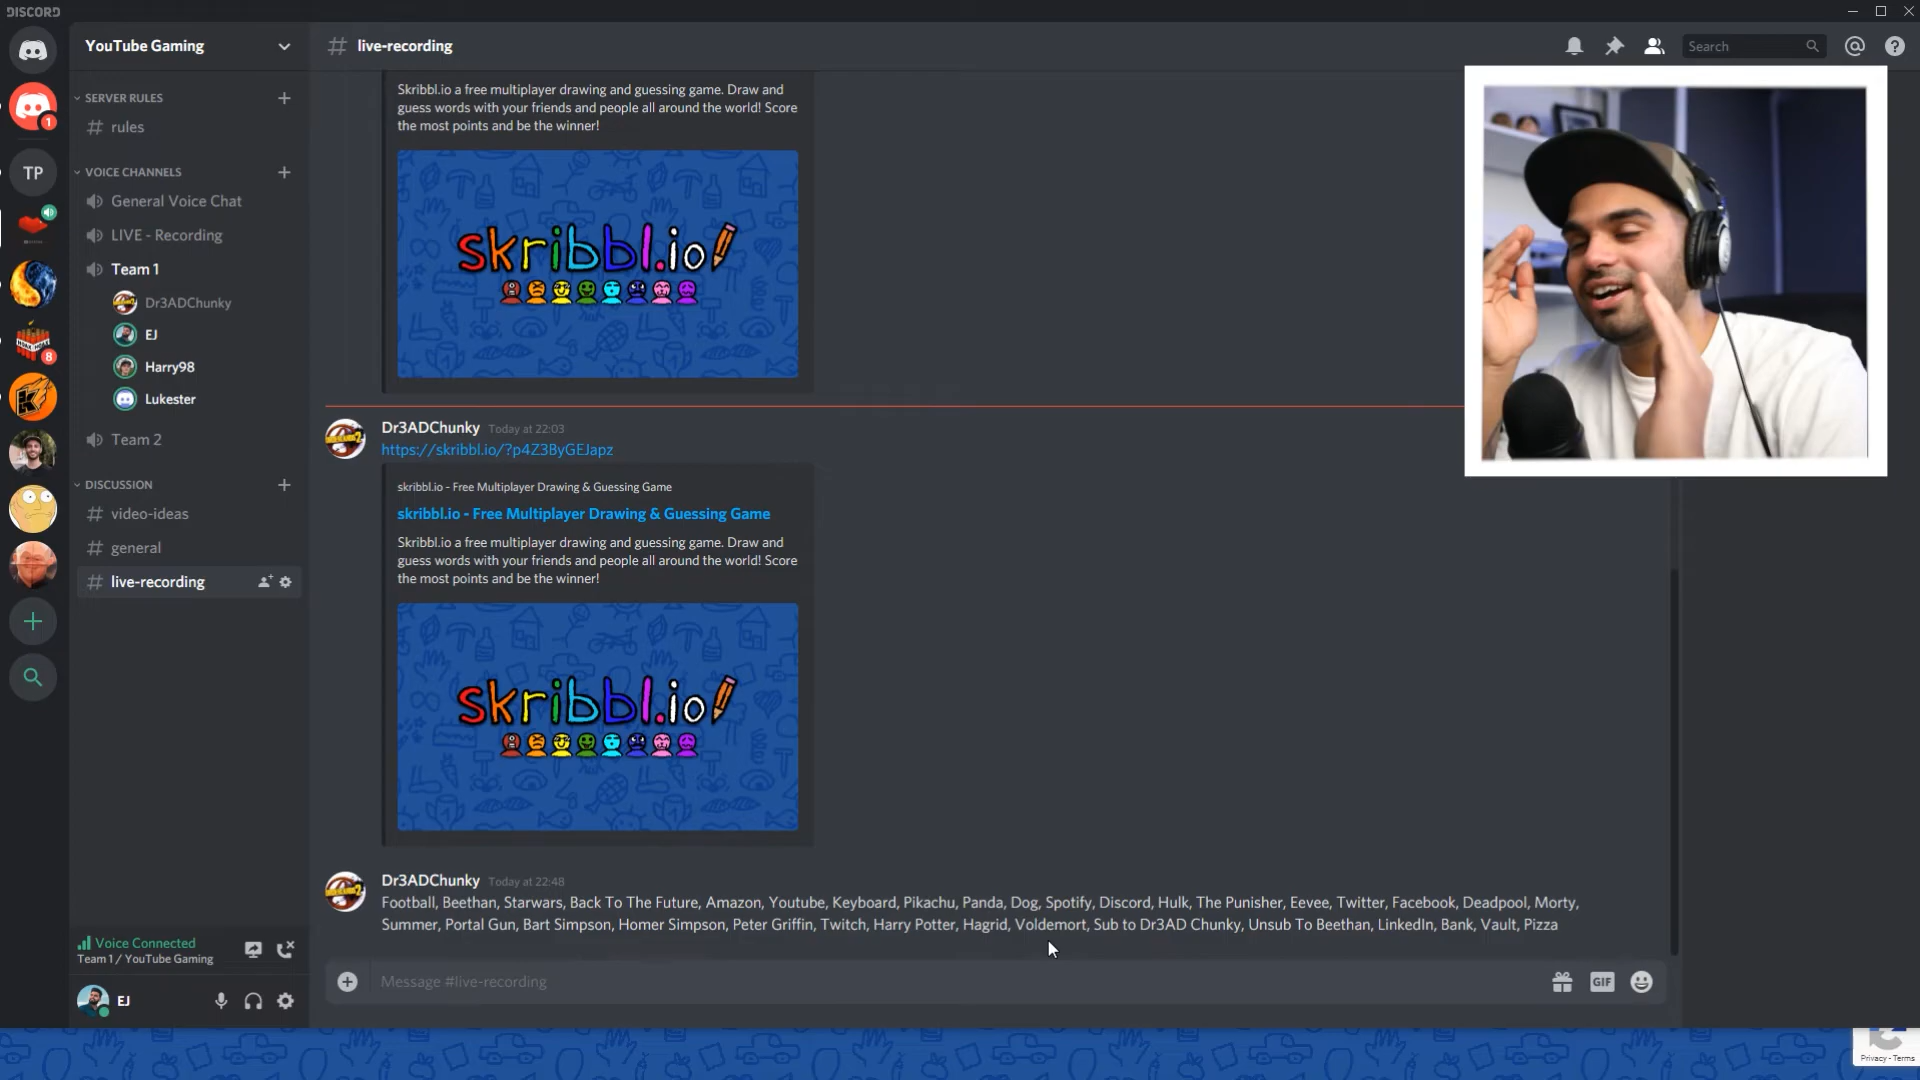 DISCORD
YouTube Gaming
SERVER RULES
rules
VOICE CHANNELS
General Voice Chat
LIVE - Recording
Team 1
Dr3ADChunky
EJ
Harry98
Lukester
Team 2
DISCUSSION
video-ideas
general
live-recording
Voice Connected
Team 1 / YouTube Gaming
EJ
1
TP
8
live-recording
Search
Skribbl.io a free multiplayer drawing and guessing game. Draw and
guess words with your friends and people all around the world! Score
the most points and be the winner!
skribbl.io
Dr3ADChunky Today at 22:03
https://skribbl.io/?p4Z3ByGEJapz
skribbl.io - Free Multiplayer Drawing & Guessing Game
skribbl.io - Free Multiplayer Drawing & Guessing Game
Skribbl.io a free multiplayer drawing and guessing game. Draw and
guess words with your friends and people all around the world! Score
the most points and be the winner!
skribbl.io
Dr3ADChunky Today at 22:48
Football, Beethan, Starwars, Back To The Future, Amazon, Youtube, Keyboard, Pikachu, Panda, Dog, Spotify, Discord, Hulk, The Punisher, Eevee, Twitter, Facebook, Deadpool, Morty,
Summer, Portal Gun, Bart Simpson, Homer Simpson, Peter Griffin, Twitch, Harry Potter, Hagrid, Voldemort, Sub to Dr3AD Chunky, Unsub To Beethan, LinkedIn, Bank, Vault, Pizza
Message #live-recording
GIF
Privacy - Terms